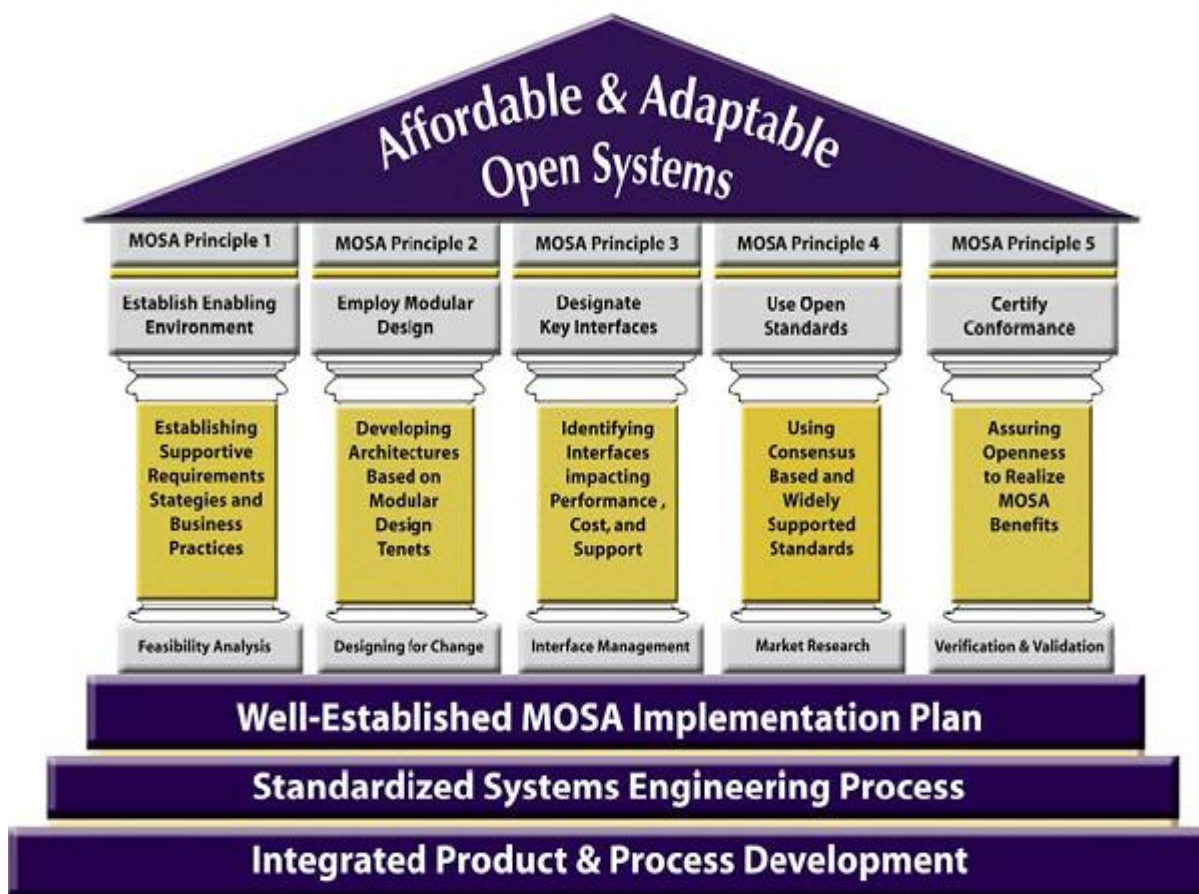 Affordable & Adaptable
Open Systems
MOSA Principle 1
Establish Enabling
Environment
Establishing
Supportive
Requirements
Stategies and
Business
Practices
Feasibility Analysis
MOSA Principle 2
Employ Modular
Design
Developing
Architectures
Based on
Modular
Design
Tenets
Designing for Change
MOSA Principle 3
Designate
Key Interfaces
Identifying
Interfaces
impacting
Performance ,
Cost, and
Support
Interface Management
MOSA Principle 4
Use Open
Standards
Using
Consensus
Based and
Widely
Supported
Standards
Market Research
MOSA Principle 5
Certify
Conformance
Assuring
Openness
to Realize
MOSA
Benefits
Verification & Validation
Well-Established MOSA Implementation Plan
Standardized Systems Engineering Process
Integrated Product & Process Development